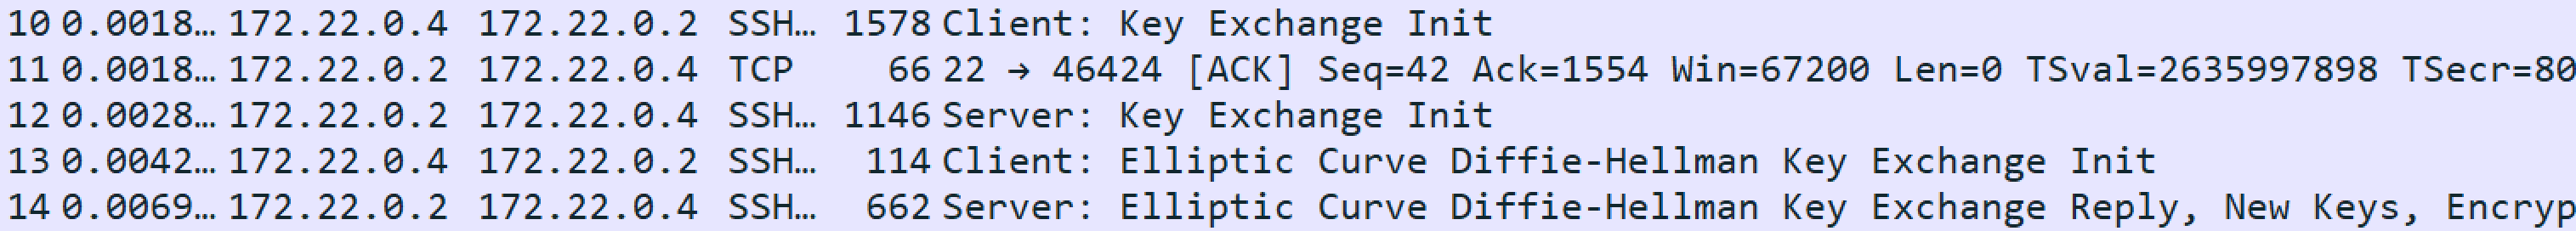 10 0.0018… 172.22.0.4 172.22.0.2 SSH… 1578 Client: Key Exchange Init
11 0.0018… 172.22.0.2 172.22.0.4 TCP 66 22 → 46424 [ACK] Seq=42 Ack=1554 Win=67200 Len=0 TSval=2635997898 TSecr=80
12 0.0028… 172.22.0.2 172.22.0.4 SSH… 1146 Server: Key Exchange Init
13 0.0042… 172.22.0.4 172.22.0.2 SSH… 114 Client: Elliptic Curve Diffie-Hellman Key Exchange Init
14 0.0069… 172.22.0.2 172.22.0.4 SSH… 662 Server: Elliptic Curve Diffie-Hellman Key Exchange Reply, New Keys, Encryp